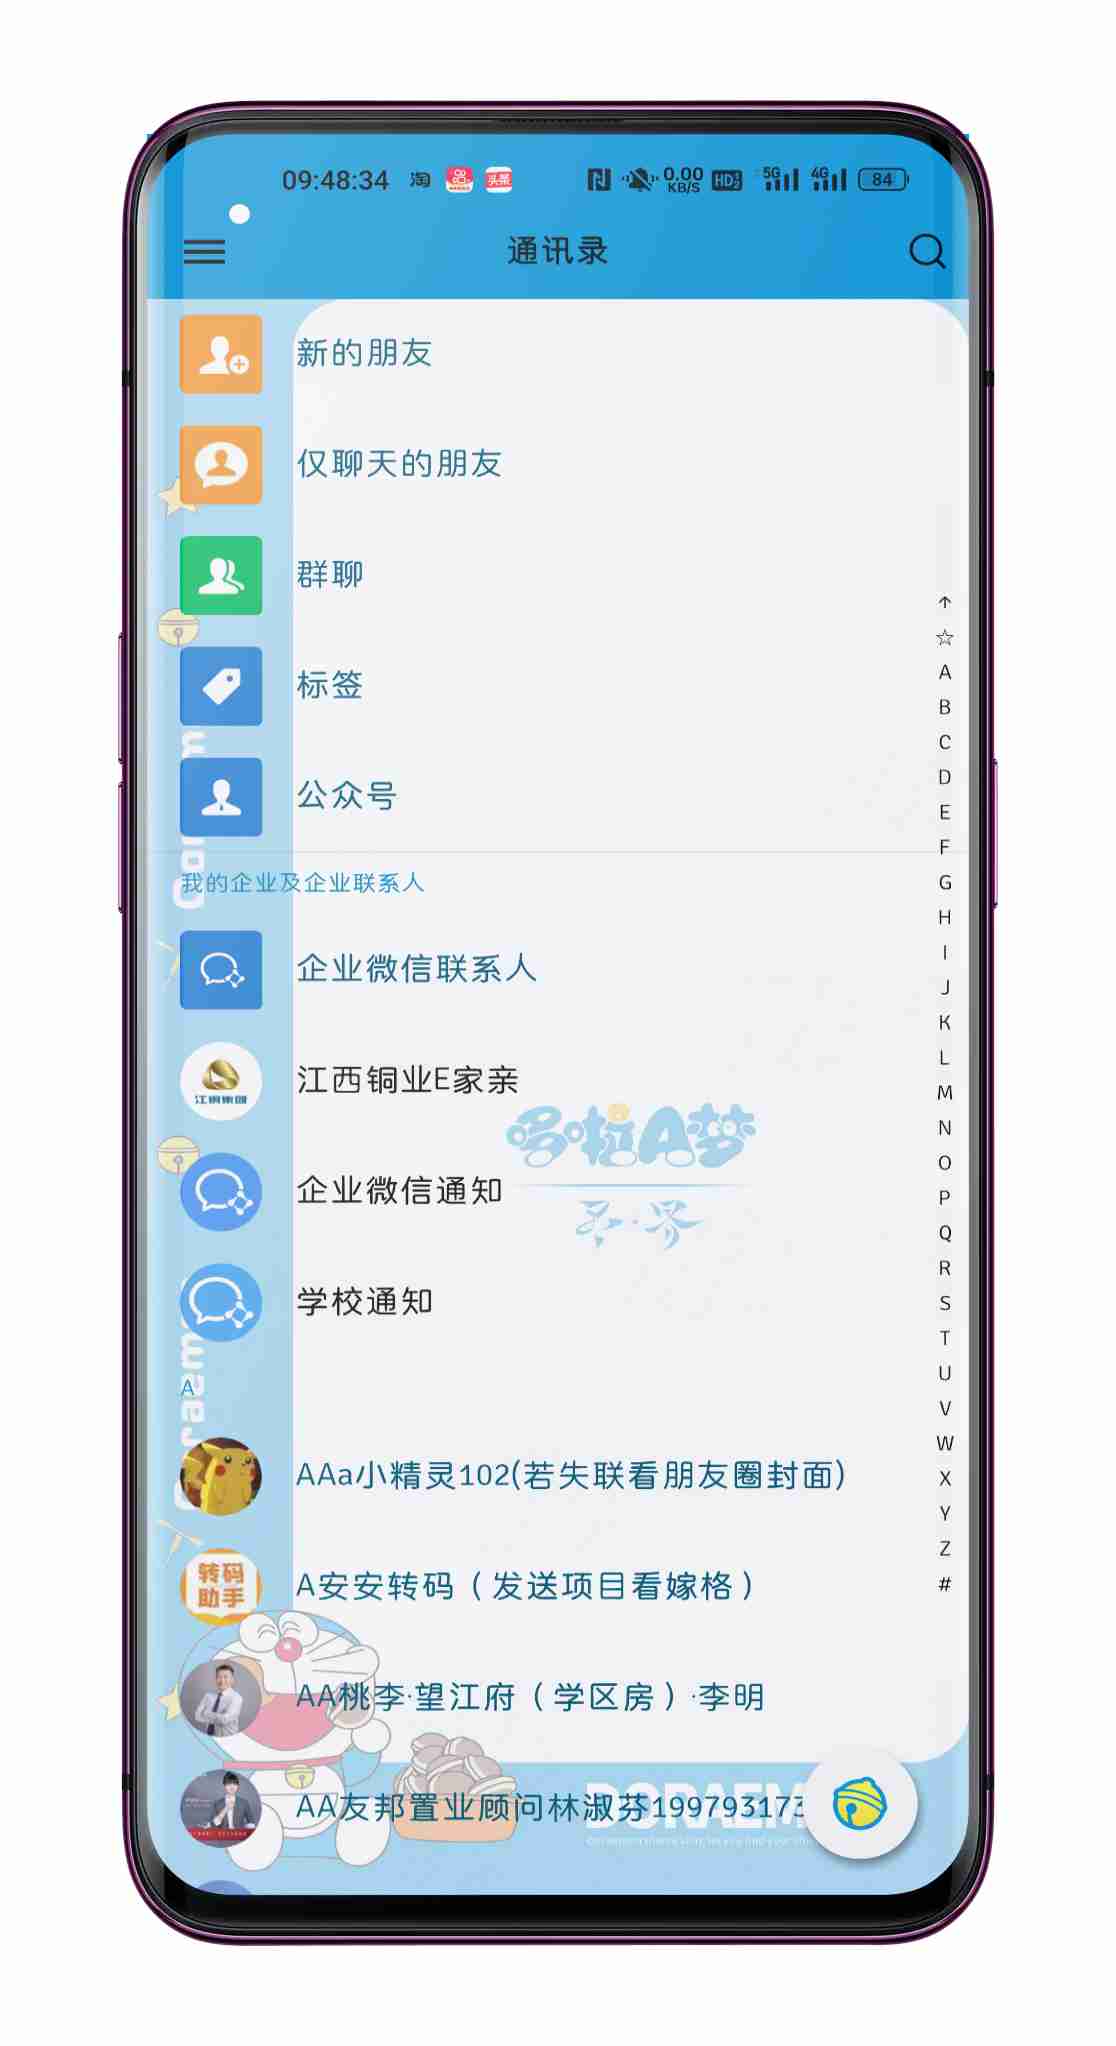 09:48:34 淘 头条 0.00 KB/S HD 5G 4G 84
通讯录
新的朋友
仅聊天的朋友
群聊
标签
公众号
我的企业及企业联系人
企业微信联系人
江铜集团
江西铜业E家亲
哆啦A梦
企业微信通知
学校通知
A
AAa小精灵102(若失联看朋友圈封面)
转码
助手
A安安转码（发送项目看嫁格）
AA桃李·望江府（学区房）·李明
AA友邦置业顾问林淑芬199793173
DORAEM
↑
☆
A
B
C
D
E
F
G
H
I
J
K
L
M
N
O
P
Q
R
S
T
U
V
W
X
Y
Z
#